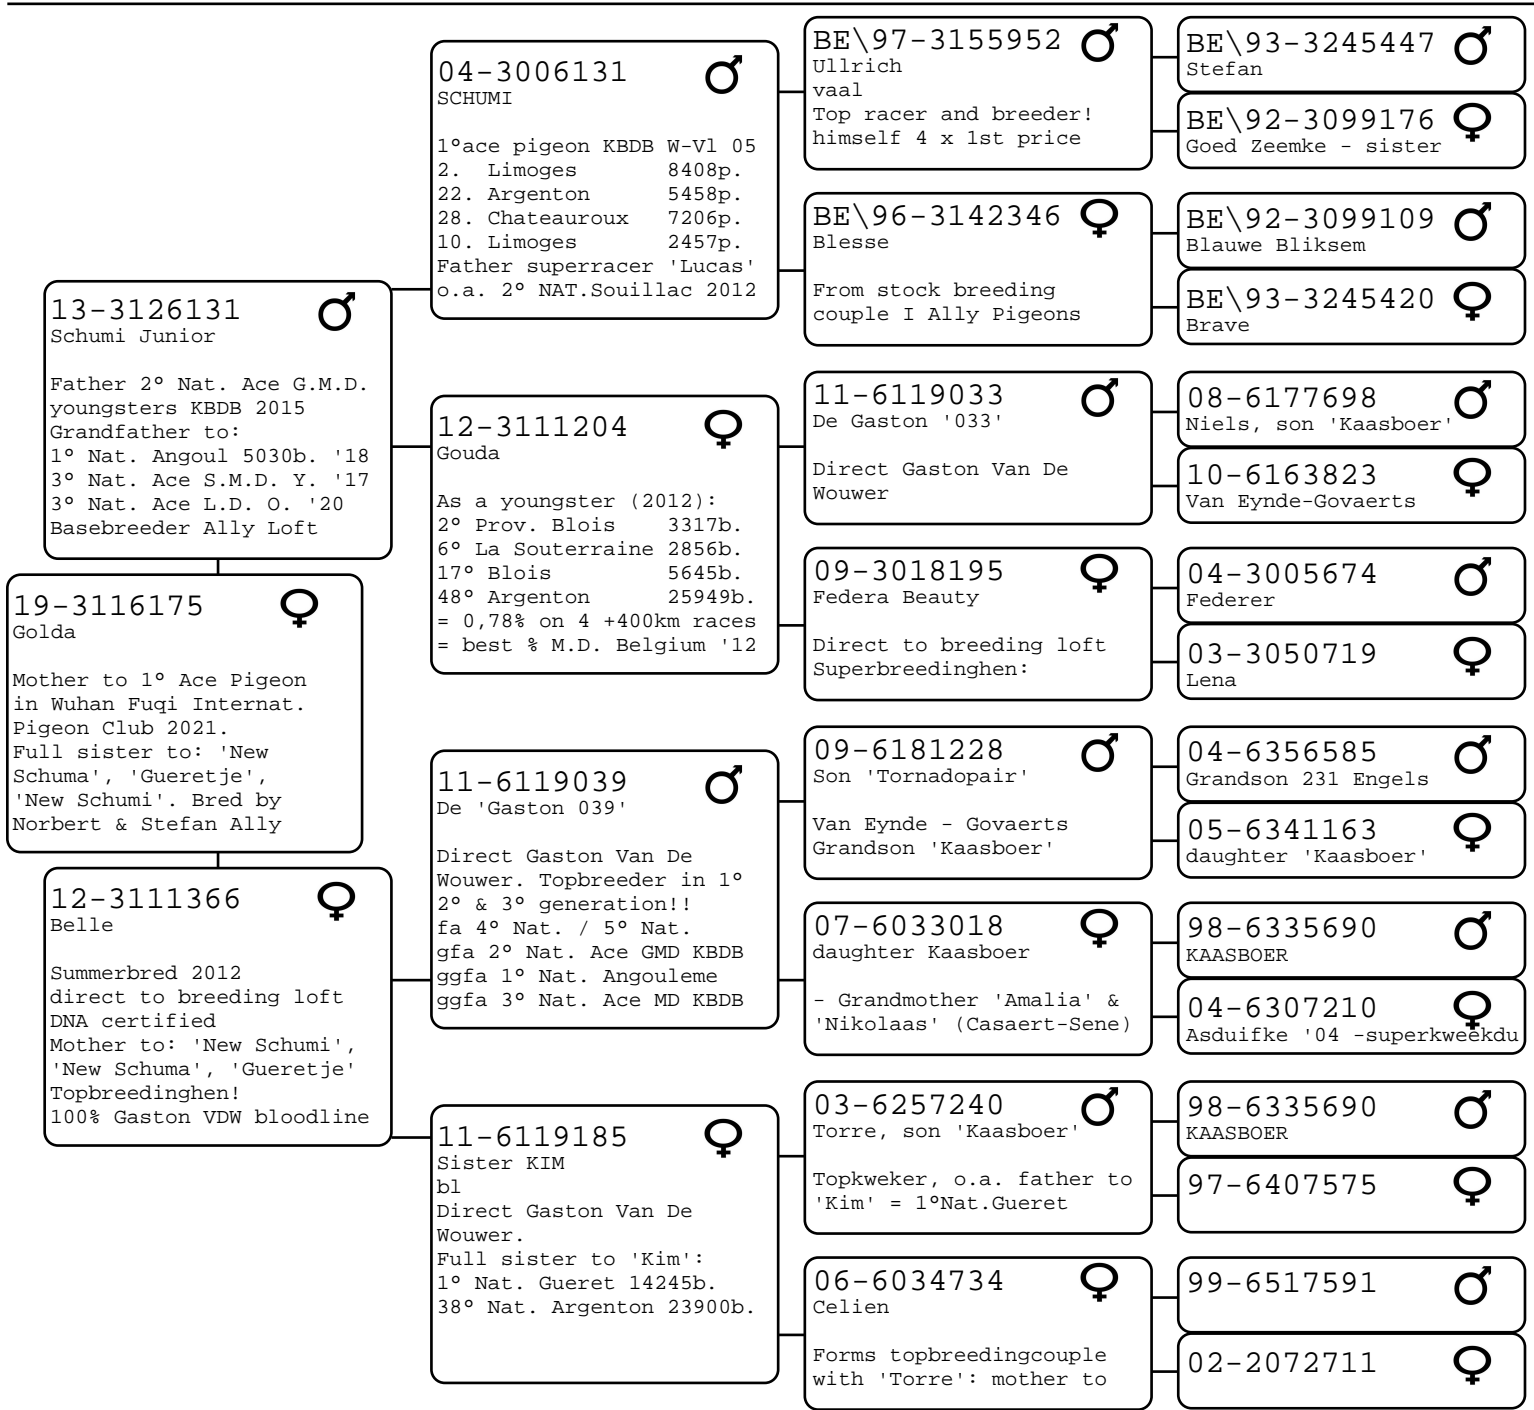 19-3116175
Golda
Mother to 1° Ace Pigeon
in Wuhan Fuqi Internat.
Pigeon Club 2021.
Full sister to: 'New
Schuma', 'Gueretje',
'New Schumi'. Bred by
Norbert & Stefan Ally
13-3126131
Schumi Junior
Father 2° Nat. Ace G.M.D.
youngsters KBDB 2015
Grandfather to:
1° Nat. Angoul 5030b. '18
3° Nat. Ace S.M.D. Y. '17
3° Nat. Ace L.D. O. '20
Basebreeder Ally Loft
12-3111366
Belle
Summerbred 2012
direct to breeding loft
DNA certified
Mother to: 'New Schumi',
'New Schuma', 'Gueretje'
Topbreedinghen!
100% Gaston VDW bloodline
04-3006131
SCHUMI
1°ace pigeon KBDB W-Vl 05
2. Limoges 8408p.
22. Argenton 5458p.
28. Chateauroux 7206p.
10. Limoges 2457p.
Father superracer 'Lucas'
o.a. 2° NAT.Souillac 2012
12-3111204
Gouda
As a youngster (2012):
2° Prov. Blois 3317b.
6° La Souterraine 2856b.
17° Blois 5645b.
48° Argenton 25949b.
= 0,78% on 4 +400km races
= best % M.D. Belgium '12
11-6119039
De 'Gaston 039'
Direct Gaston Van De
Wouwer. Topbreeder in 1°
2° & 3° generation!!
fa 4° Nat. / 5° Nat.
gfa 2° Nat. Ace GMD KBDB
ggfa 1° Nat. Angouleme
ggfa 3° Nat. Ace MD KBDB
11-6119185
Sister KIM
bl
Direct Gaston Van De
Wouwer.
Full sister to 'Kim':
1° Nat. Gueret 14245b.
38° Nat. Argenton 23900b.
BE\97-3155952
Ullrich
vaal
Top racer and breeder!
himself 4 x 1st price
BE\96-3142346
Blesse
From stock breeding
couple I Ally Pigeons
11-6119033
De Gaston '033'
Direct Gaston Van De
Wouwer
09-3018195
Federa Beauty
Direct to breeding loft
Superbreedinghen:
09-6181228
Son 'Tornadopair'
Van Eynde - Govaerts
Grandson 'Kaasboer'
07-6033018
daughter Kaasboer
- Grandmother 'Amalia' &
'Nikolaas' (Casaert-Sene)
03-6257240
Torre, son 'Kaasboer'
Topkweker, o.a. father to
'Kim' = 1°Nat.Gueret
06-6034734
Celien
Forms topbreedingcouple
with 'Torre': mother to
BE\93-3245447
Stefan
BE\92-3099176
Goed Zeemke - sister
BE\92-3099109
Blauwe Bliksem
BE\93-3245420
Brave
08-6177698
Niels, son 'Kaasboer'
10-6163823
Van Eynde-Govaerts
04-3005674
Federer
03-3050719
Lena
04-6356585
Grandson 231 Engels
05-6341163
daughter 'Kaasboer'
98-6335690
KAASBOER
04-6307210
Asduifke '04 -superkweekdu
98-6335690
KAASBOER
97-6407575
99-6517591
02-2072711